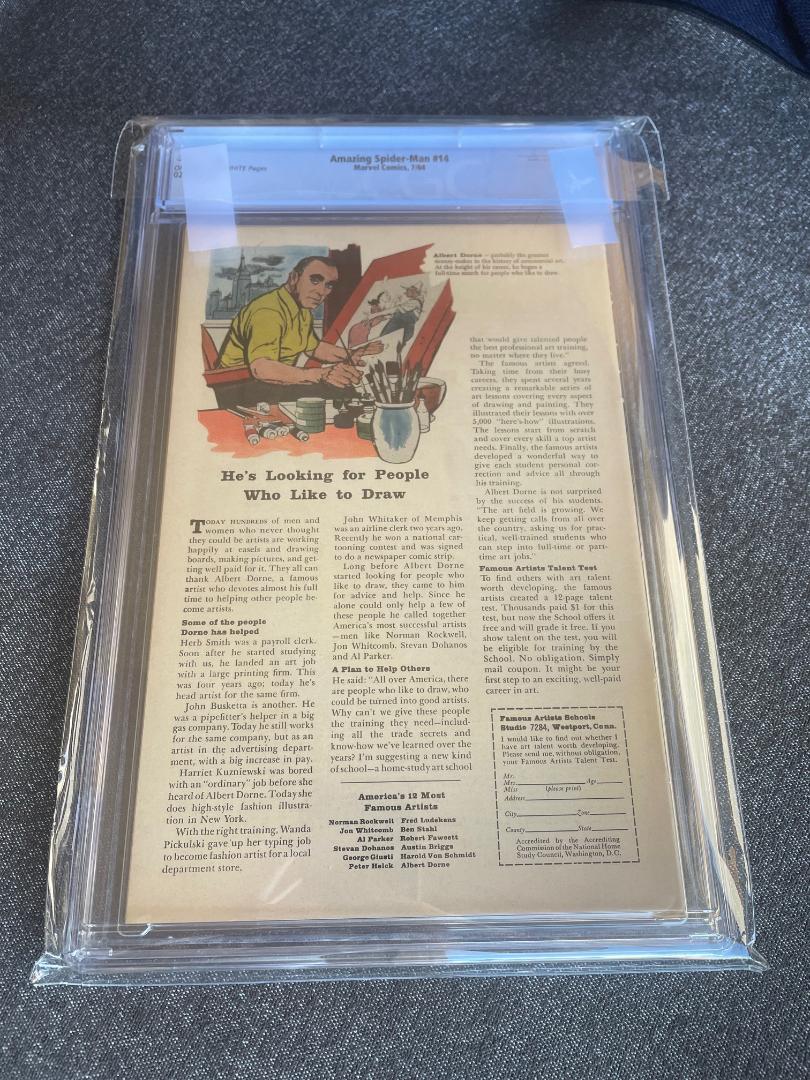 WHITE Pages
Amazing Spider-Man #14
Marvel Comics, 7/64
Albert Dorne — probably the greatest
money-maker in the history of commercial art.
At the height of his career, he began a
full-time search for people who like to draw.
He's Looking for People
Who Like to Draw
TODAY HUNDREDS of men and
women who never thought
they could be artists are working
happily at easels and drawing
boards, making pictures, and get-
ting well paid for it. They all can
thank Albert Dorne, a famous
artist who devotes almost his full
time to helping other people be-
come artists.
Some of the people
Dorne has helped
Herb Smith was a payroll clerk.
Soon after he started studying
with us, he landed an art job
with a large printing firm. This
was four years ago; today he's
head artist for the same firm.
John Busketta is another. He
was a pipefitter's helper in a big
gas company. Today he still works
for the same company, but as an
artist in the advertising depart-
ment, with a big increase in pay.
Harriet Kuzniewski was bored
with an "ordinary" job before she
heard of Albert Dorne. Today she
does high-style fashion illustra-
tion in New York.
With the right training, Wanda
Pickulski gave up her typing job
to become fashion artist for a local
department store.
John Whitaker of Memphis
was an airline clerk two years ago.
Recently he won a national car-
tooning contest and was signed
to do a newspaper comic strip.
Long before Albert Dorne
started looking for people who
like to draw, they came to him
for advice and help. Since he
alone could only help a few of
these people he called together
America's most successful artists
—men like Norman Rockwell,
Jon Whitcomb, Stevan Dohanos
and Al Parker.
A Plan to Help Others
He said: "All over America, there
are people who like to draw, who
could be turned into good artists.
Why can't we give these people
the training they need—includ-
ing all the trade secrets and
know-how we've learned over the
years? I'm suggesting a new kind
of school—a home-study art school
America's 12 Most
Famous Artists
Norman Rockwell Fred Ludekens
Jon Whitcomb Ben Stahl
Al Parker Robert Fawcett
Stevan Dohanos Austin Briggs
George Giusti Harold Von Schmidt
Peter Helck Albert Dorne
that would give talented people
the best professional art training,
no matter where they live."
The famous artists agreed.
Taking time from their busy
careers, they spent several years
creating a remarkable series of
art lessons covering every aspect
of drawing and painting. They
illustrated their lessons with over
5,000 "here's-how" illustrations.
The lessons start from scratch
and cover every skill a top artist
needs. Finally, the famous artists
developed a wonderful way to
give each student personal cor-
rection and advice all through
his training.
Albert Dorne is not surprised
by the success of his students.
"The art field is growing. We
keep getting calls from all over
the country, asking us for prac-
tical, well-trained students who
can step into full-time or part-
time art jobs."
Famous Artists Talent Test
To find others with art talent
worth developing, the famous
artists created a 12-page talent
test. Thousands paid $1 for this
test, but now the School offers it
free and will grade it free. If you
show talent on the test, you will
be eligible for training by the
School. No obligation. Simply
mail coupon. It might be your
first step to an exciting, well-paid
career in art.
Famous Artists Schools
Studio 7284, Westport, Conn.
I would like to find out whether I
have art talent worth developing.
Please send me, without obligation,
your Famous Artists Talent Test.
Mr.
Mrs. Age
Miss (please print)
Address
City Zone
County State
Accredited by the Accrediting
Commission of the National Home
Study Council, Washington, D.C.